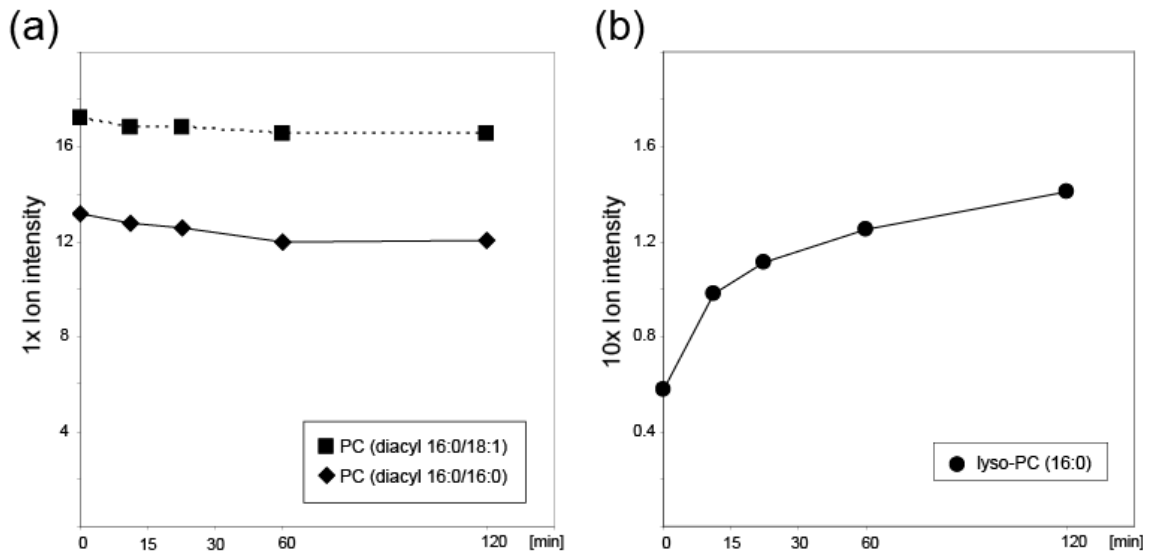 (a)
1x Ion intensity
16
12
8
4
PC (diacyl 16:0/18:1)
PC (diacyl 16:0/16:0)
0 15 30 60 120 [min]
(b)
10x Ion intensity
1.6
1.2
0.8
0.4
lyso-PC (16:0)
0 15 30 60 120 [min]